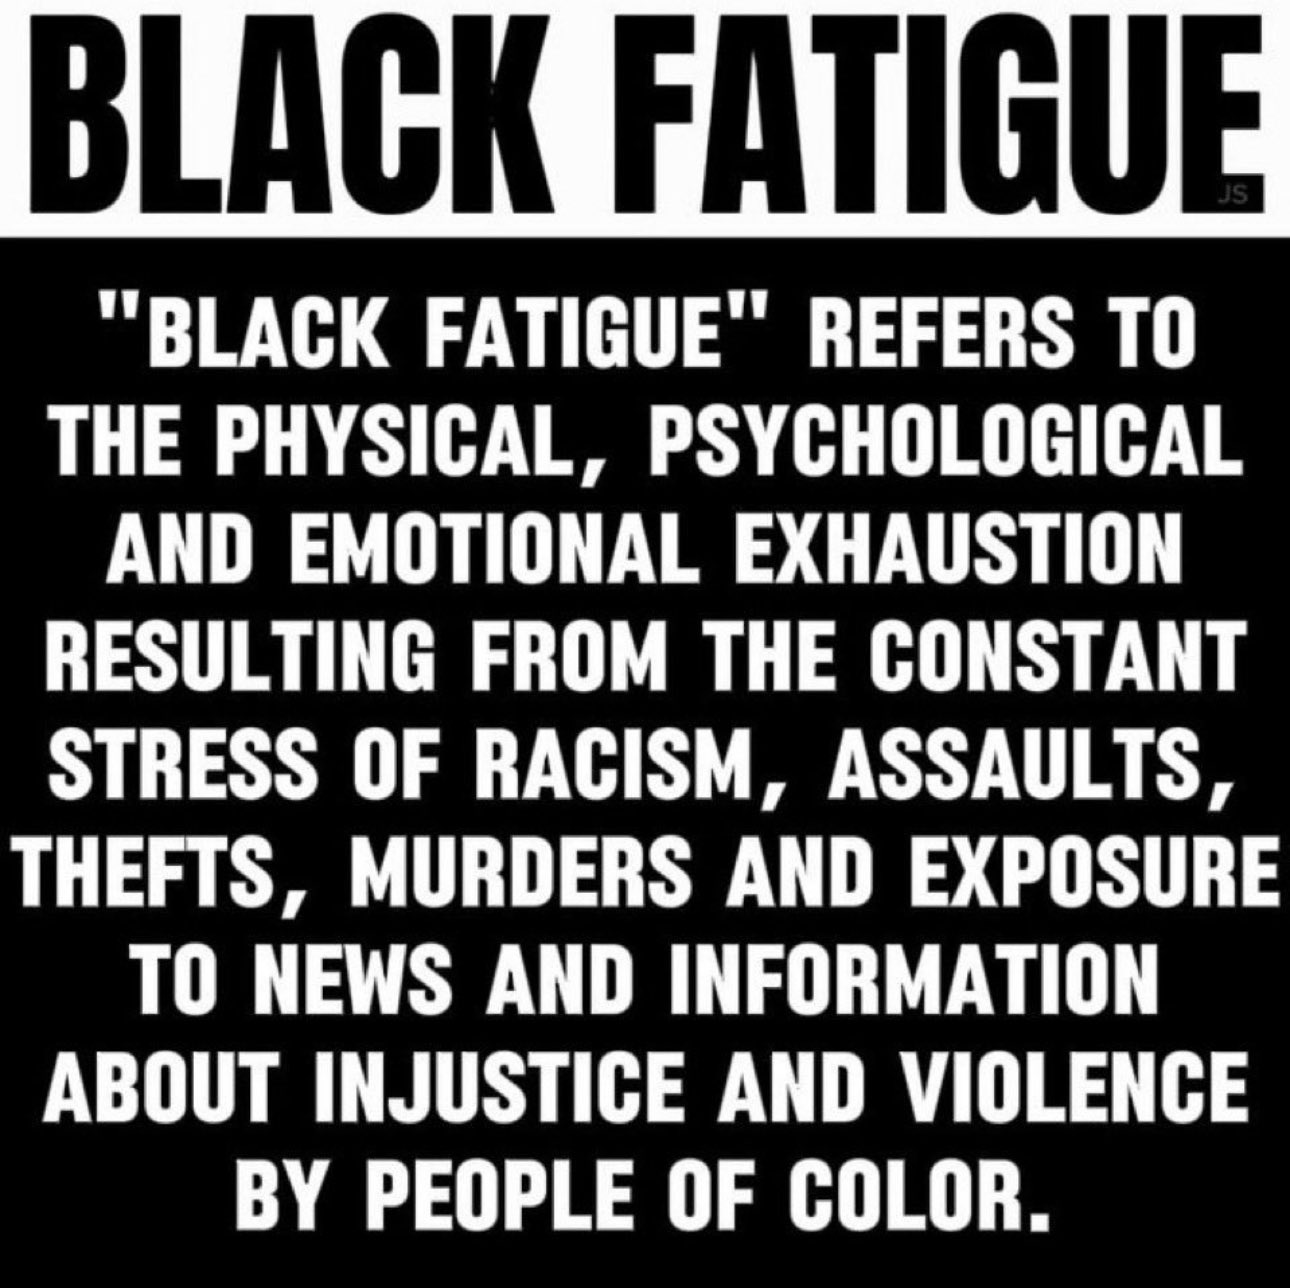 BLACK FATIGUE
JS
"BLACK FATIGUE" REFERS TO
THE PHYSICAL, PSYCHOLOGICAL
AND EMOTIONAL EXHAUSTION
RESULTING FROM THE CONSTANT
STRESS OF RACISM, ASSAULTS,
THEFTS, MURDERS AND EXPOSURE
TO NEWS AND INFORMATION
ABOUT INJUSTICE AND VIOLENCE
BY PEOPLE OF COLOR.